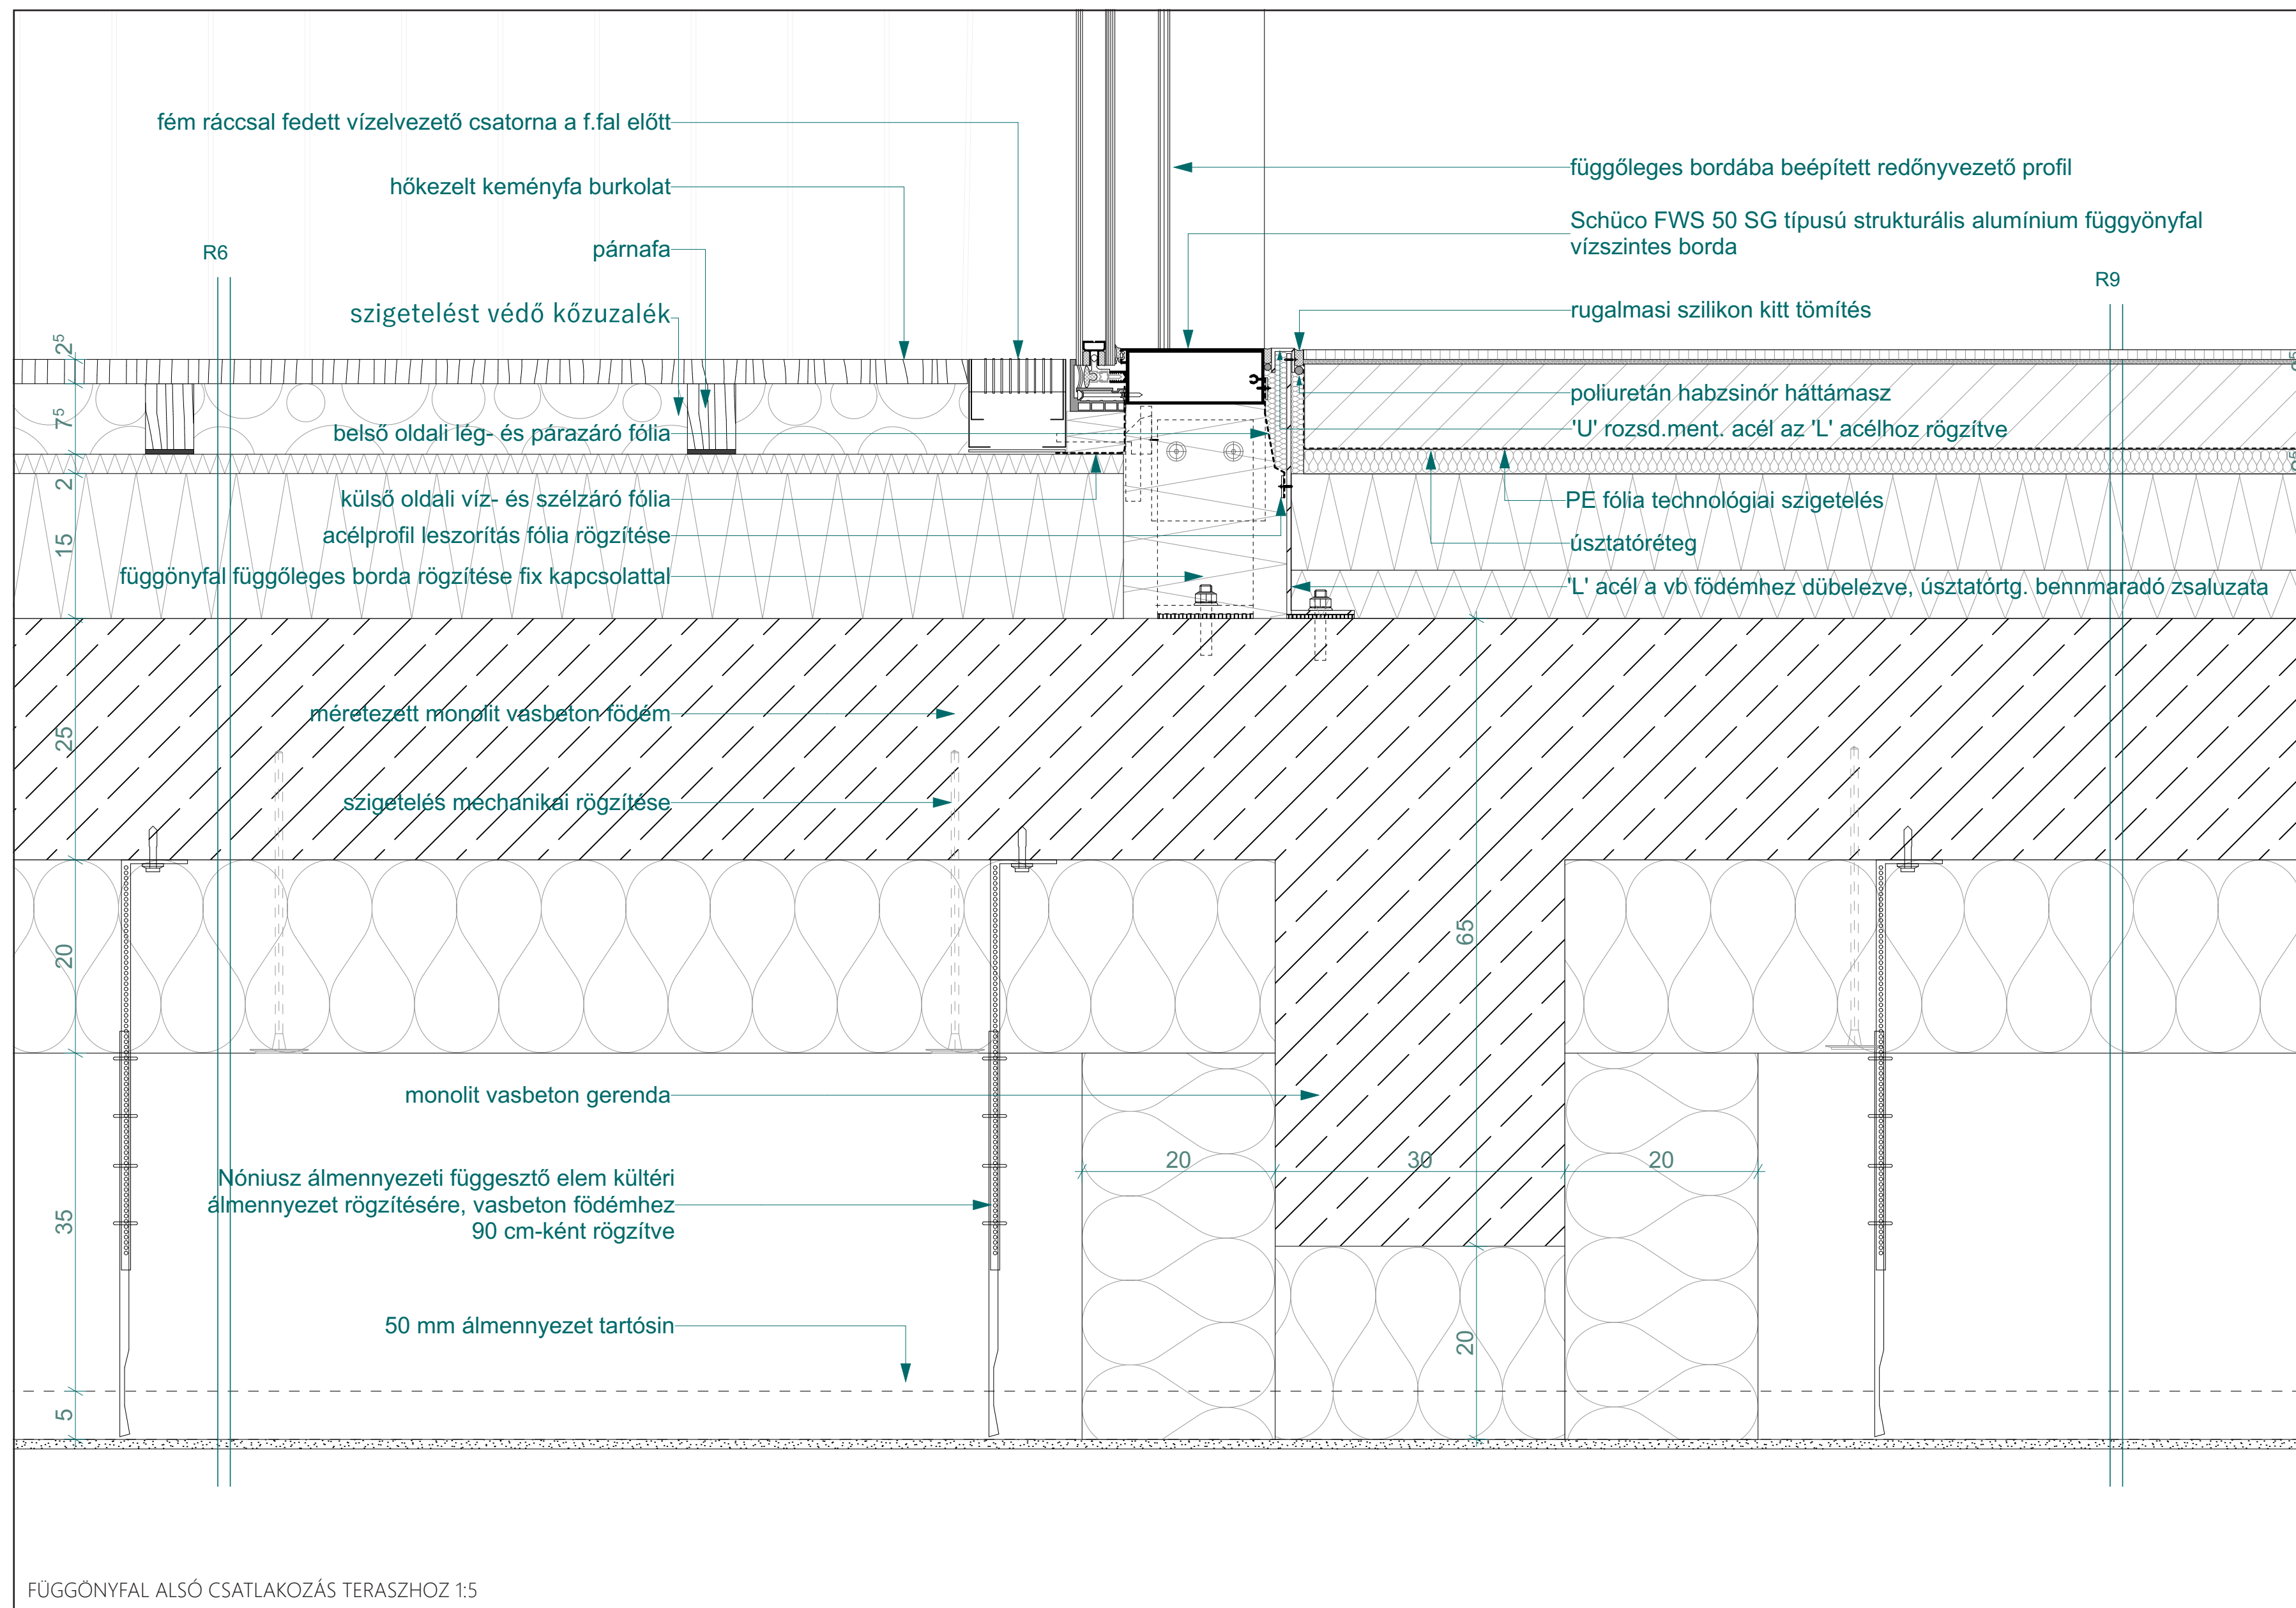 fém ráccsal fedett vízelvezető csatorna a f.fal előtt
hőkezelt keményfa burkolat
párnafa
R6
szigetelést védő kőzuzalék
belső oldali lég- és párazáró fólia
külső oldali víz- és szélzáró fólia
acélprofil leszorítás fólia rögzítése
függönyfal függőleges borda rögzítése fix kapcsolattal
függőleges bordába beépített redőnyvezető profil
Schüco FWS 50 SG típusú strukturális alumínium függyönyfal
vízszintes borda
R9
rugalmasi szilikon kitt tömítés
poliuretán habzsinór háttámasz
'U' rozsd.ment. acél az 'L' acélhoz rögzítve
PE fólia technológiai szigetelés
úsztatóréteg
'L' acél a vb födémhez dübelezve, úsztatórtg. bennmaradó zsaluzata
méretezett monolit vasbeton födém
szigetelés mechanikai rögzítése
monolit vasbeton gerenda
Nóniusz álmennyezeti függesztő elem kültéri
álmennyezet rögzítésére, vasbeton födémhez
90 cm-ként rögzítve
50 mm álmennyezet tartósin
2⁵
7⁵
2
15
25
20
35
5
65
20
30
20
20
FÜGGÖNYFAL ALSÓ CSATLAKOZÁS TERASZHOZ 1:5